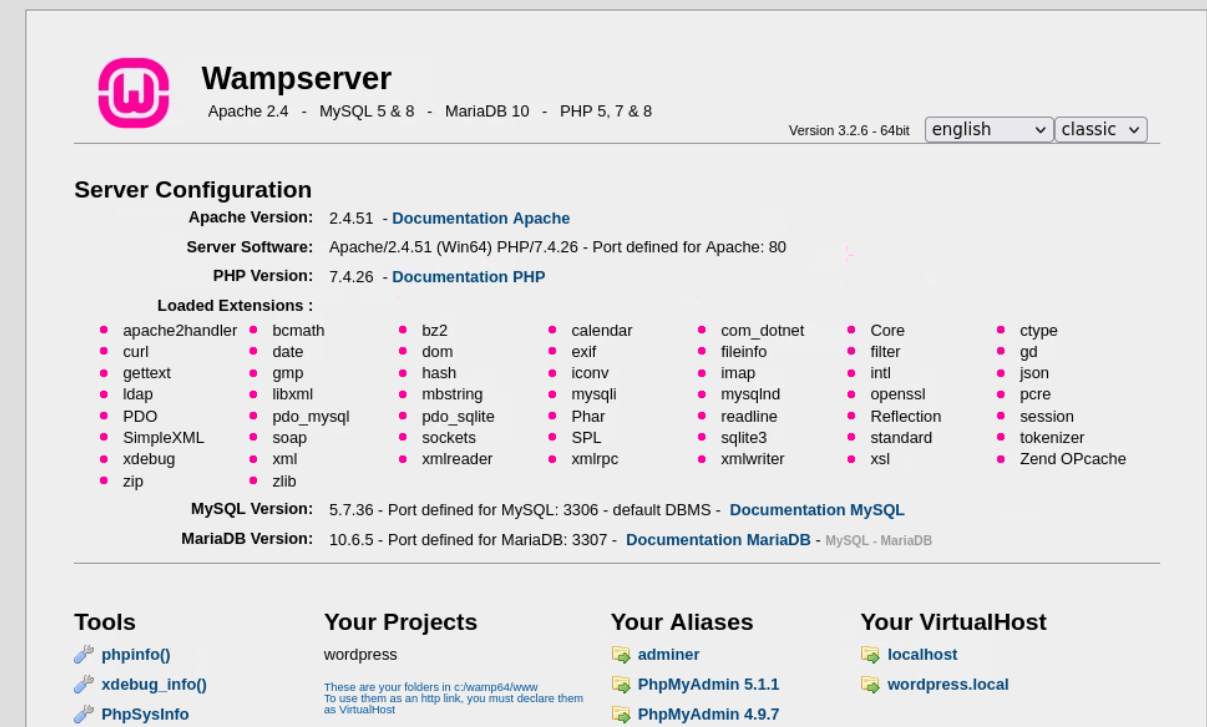 Wampserver
Apache 2.4 - MySQL 5 & 8 - MariaDB 10 - PHP 5, 7 & 8
Version 3.2.6 - 64bit english classic
Server Configuration
Apache Version: 2.4.51 - Documentation Apache
Server Software: Apache/2.4.51 (Win64) PHP/7.4.26 - Port defined for Apache: 80
PHP Version: 7.4.26 - Documentation PHP
Loaded Extensions :
apache2handler bcmath bz2 calendar com_dotnet Core ctype
curl date dom exif fileinfo filter gd
gettext gmp hash iconv imap intl json
ldap libxml mbstring mysqli mysqlnd openssl pcre
PDO pdo_mysql pdo_sqlite Phar readline Reflection session
SimpleXML soap sockets SPL sqlite3 standard tokenizer
xdebug xml xmlreader xmlrpc xmlwriter xsl Zend OPcache
zip zlib
MySQL Version: 5.7.36 - Port defined for MySQL: 3306 - default DBMS - Documentation MySQL
MariaDB Version: 10.6.5 - Port defined for MariaDB: 3307 - Documentation MariaDB - MySQL - MariaDB
Tools
phpinfo()
xdebug_info()
PhpSysInfo
Your Projects
wordpress
These are your folders in c:/wamp64/www
To use them as an http link, you must declare them
as VirtualHost
Your Aliases
adminer
PhpMyAdmin 5.1.1
PhpMyAdmin 4.9.7
Your VirtualHost
localhost
wordpress.local